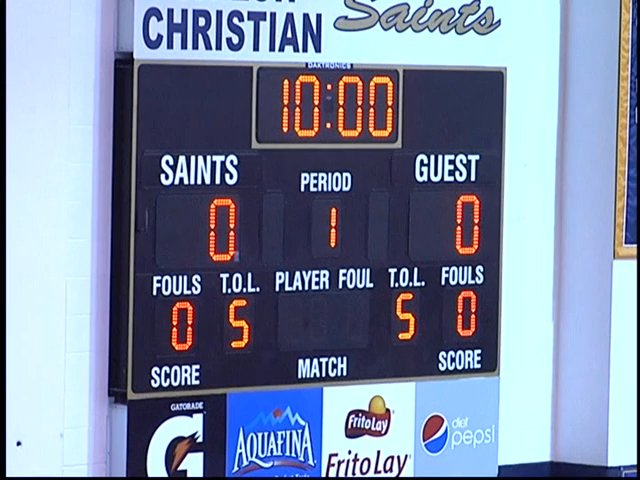 CHRISTIAN Saints
DAKTRONICS
10:00
SAINTS GUEST
PERIOD
0 1 0
FOULS T.O.L. PLAYER FOUL T.O.L. FOULS
0 5 5 0
SCORE MATCH SCORE
GATORADE
G
AQUAFINA
FritoLay
FritoLay
diet
pepsi